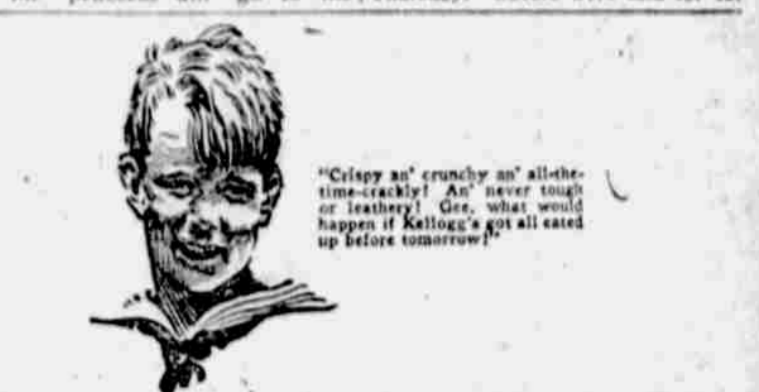 "Crispy an' crunchy an' all-the-
time-crackly! An' never tough
or leathery! Gee, what would
happen if Kellogg's got all eated
up before tomorrow!"